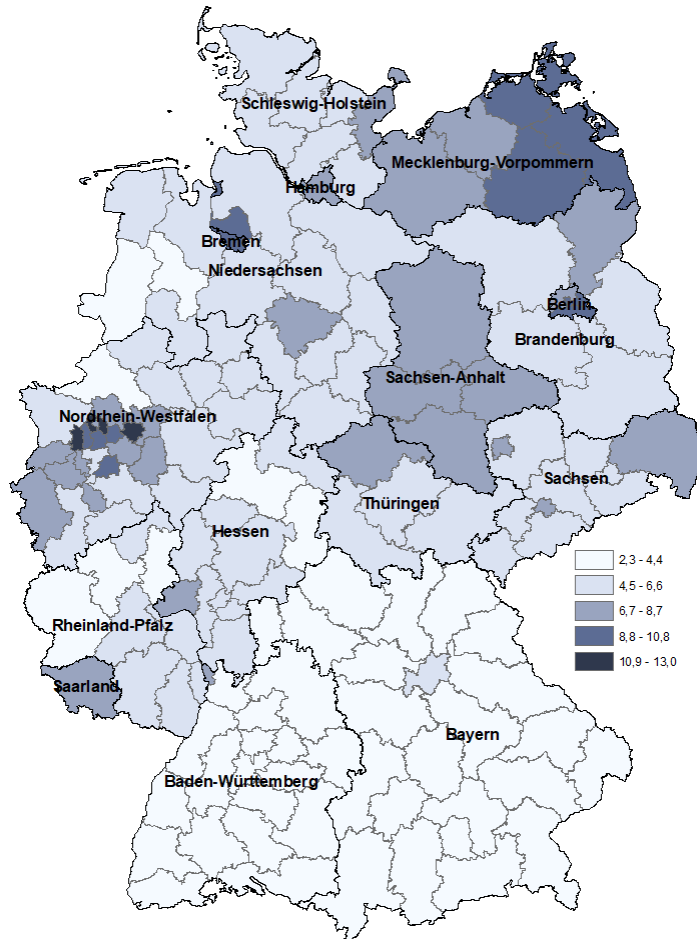 Schleswig-Holstein
Mecklenburg-Vorpommern
Hamburg
Bremen
Niedersachsen
Berlin
Brandenburg
Sachsen-Anhalt
Nordrhein-Westfalen
Sachsen
Thüringen
Hessen
2,3 - 4,4
4,5 - 6,6
6,7 - 8,7
8,8 - 10,8
10,9 - 13,0
Rheinland-Pfalz
Saarland
Bayern
Baden-Württemberg